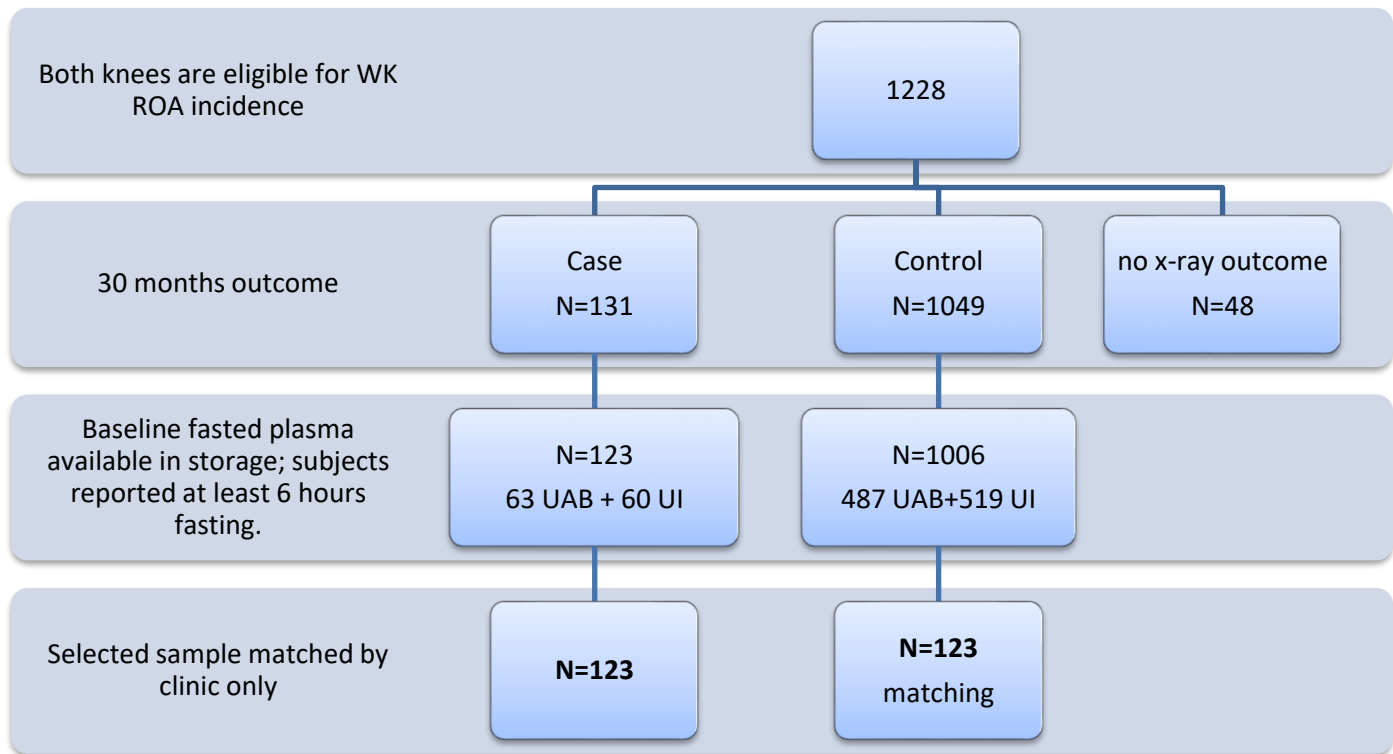 Both knees are eligible for WK
ROA incidence
1228
30 months outcome
Case
N=131
Control
N=1049
no x-ray outcome
N=48
Baseline fasted plasma
available in storage; subjects
reported at least 6 hours
fasting.
N=123
63 UAB + 60 UI
N=1006
487 UAB+519 UI
Selected sample matched by
clinic only
N=123
N=123
matching